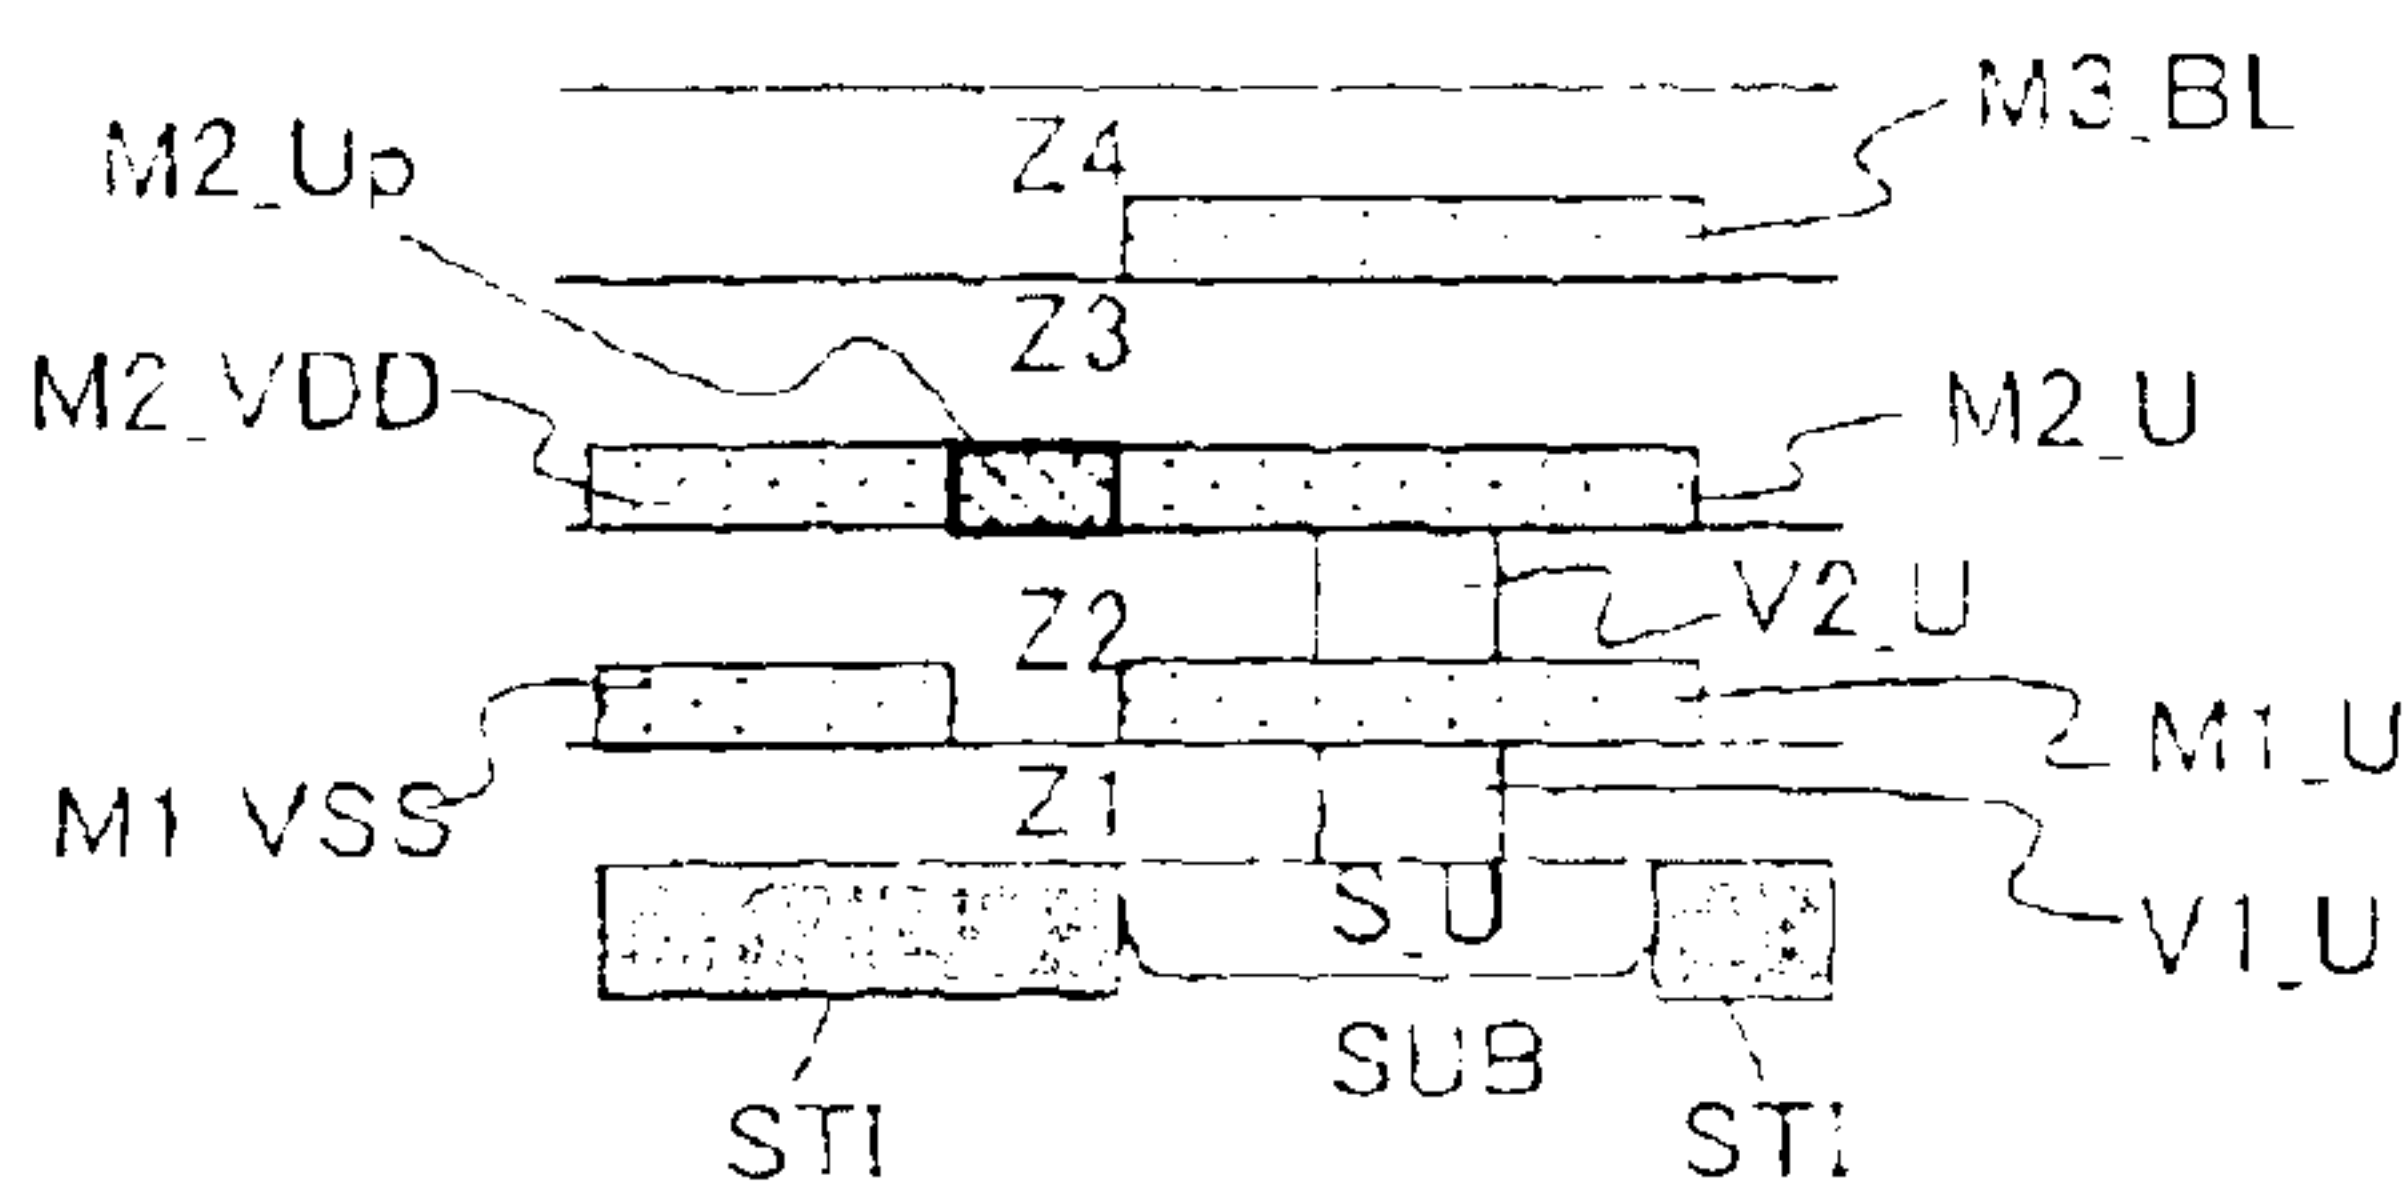 M3_BL
Z4
M2_Up
Z3
M2_VDD
M2_U
Z2
V2_U
M1_U
Z1
M1 VSS
S_U
V1_U
SUB
STI
STI